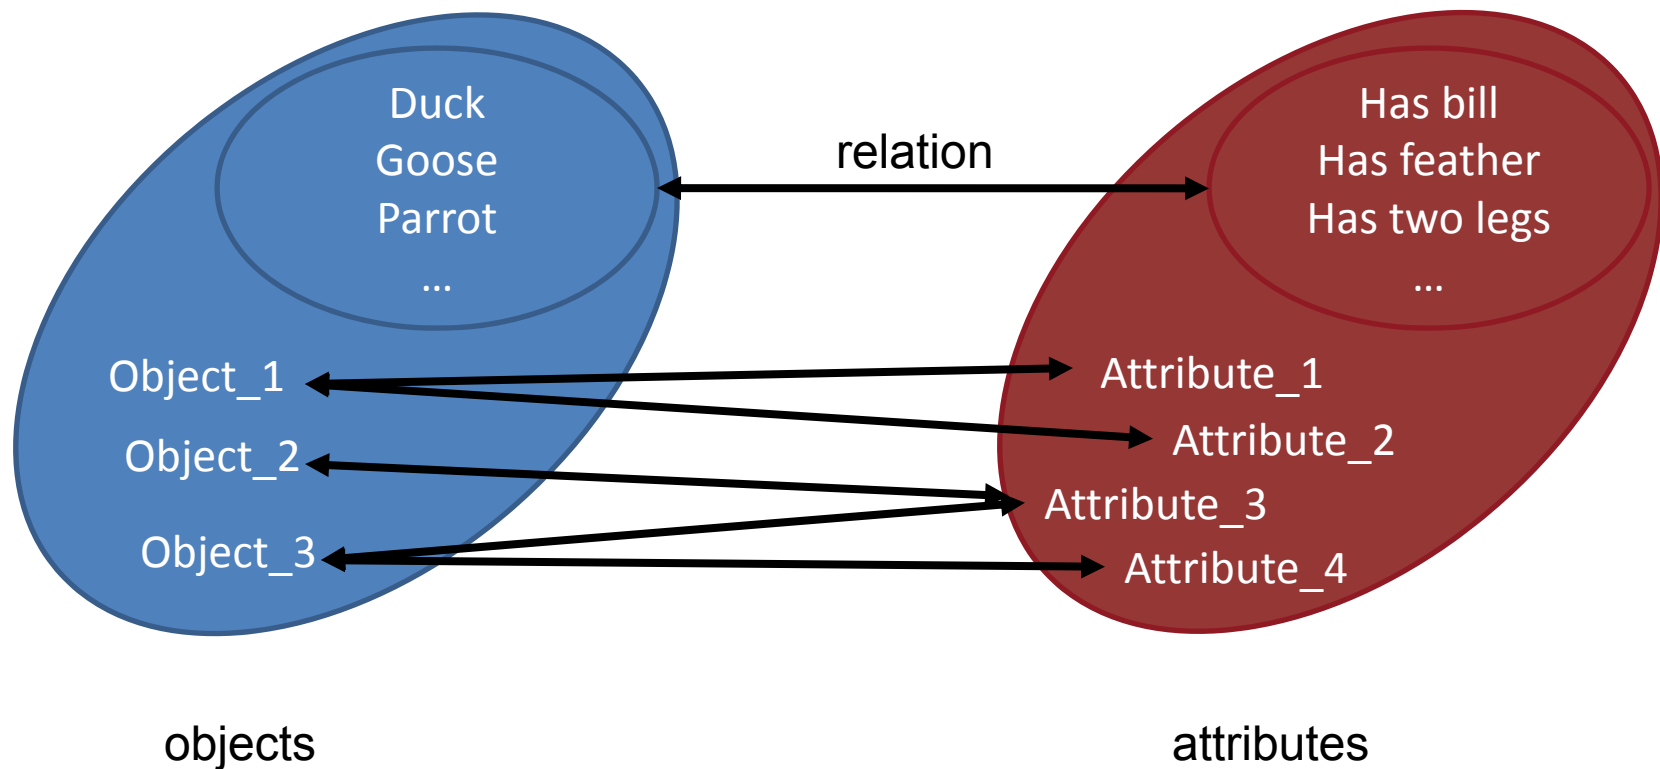 Duck
Goose
Parrot
...
relation
Has bill
Has feather
Has two legs
...
Object_1
Object_2
Object_3
Attribute_1
Attribute_2
Attribute_3
Attribute_4
objects
attributes